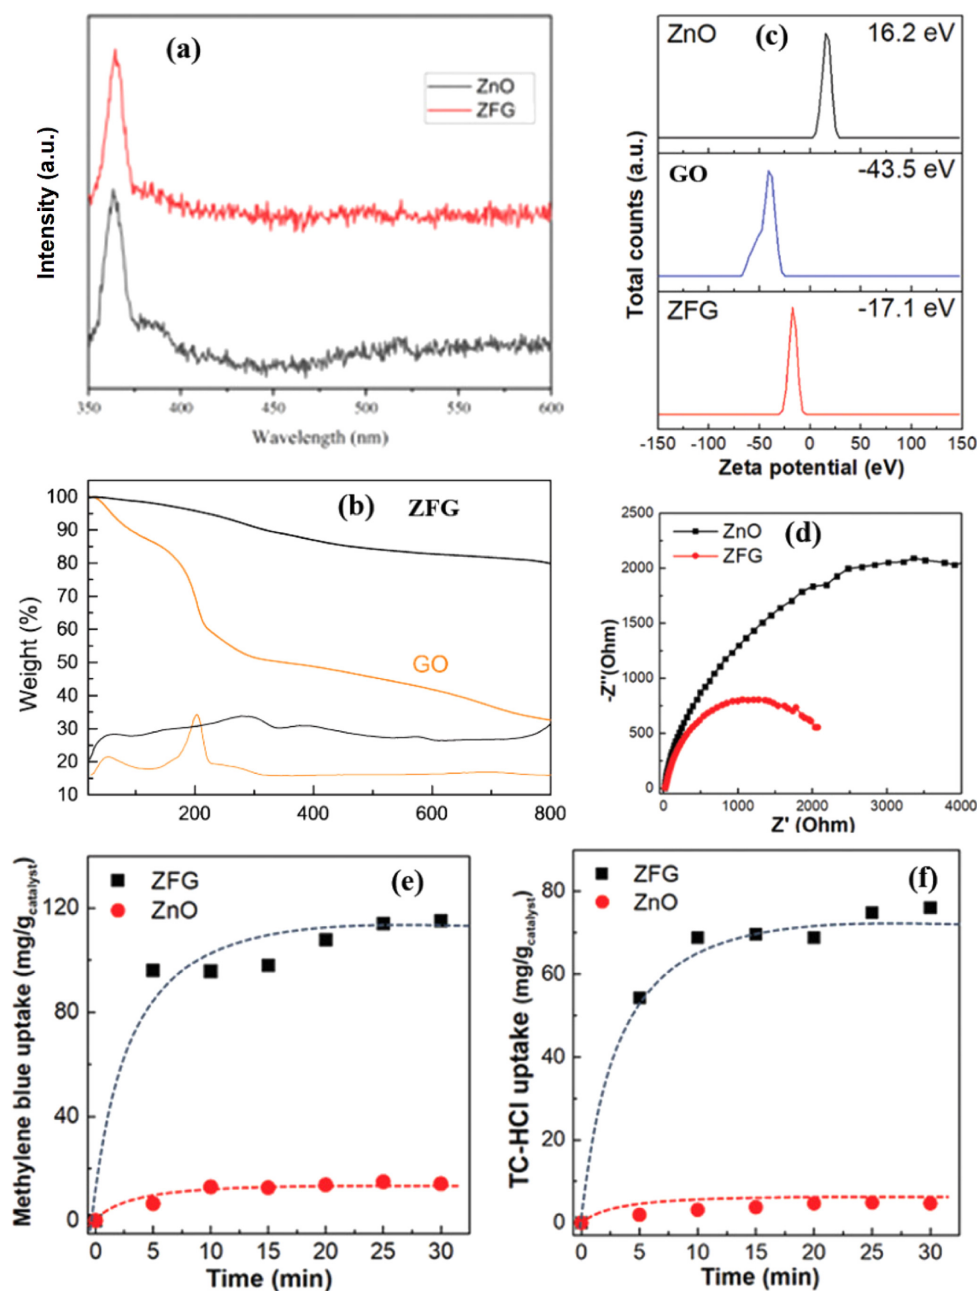 (a)
ZnO
ZFG
Intensity (a.u.)
350 400 450 500 550 600
Wavelength (nm)
ZnO (c) 16.2 eV
GO -43.5 eV
ZFG -17.1 eV
Total counts (a.u.)
-150 -100 -50 0 50 100 150
Zeta potential (eV)
(b) ZFG
GO
Weight (%)
100
90
80
70
60
50
40
30
20
10
200 400 600 800
(d)
ZnO
ZFG
-Z''(Ohm)
2500
2000
1500
1000
500
0
0 1000 2000 3000 4000
Z' (Ohm)
(e)
ZFG
ZnO
Methylene blue uptake (mg/gcatalyst)
120
80
40
0
0 5 10 15 20 25 30
Time (min)
(f)
ZFG
ZnO
TC-HCl uptake (mg/gcatalyst)
80
60
40
20
0
0 5 10 15 20 25 30
Time (min)